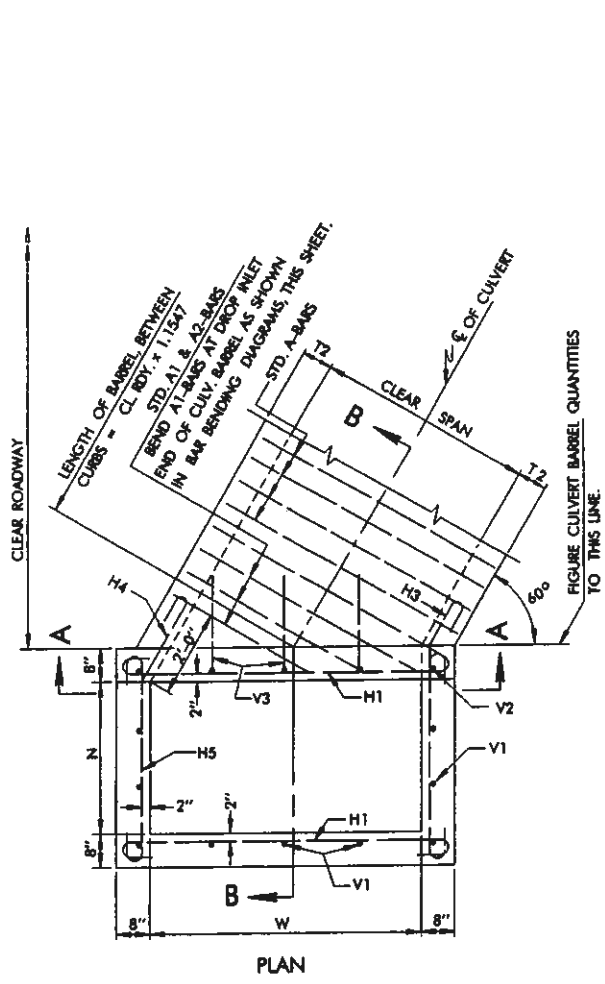 CLEAR ROADWAY
LENGTH OF BARREL, BETWEEN
CURBS = CL. RDY. x 1.1547
STD. A1 & A2-BARS
BEND A1-BARS AT DROP INLET
END OF CULV. BARREL AS SHOWN
IN BAR BENDING DIAGRAMS, THIS SHEET.
STD. A-BARS
T2
CLEAR
SPAN
B
℄ OF CULVERT
T2
H4
H3
60°
FIGURE CULVERT BARREL QUANTITIES
TO THIS LINE.
A
A
8"
2'-0"
2"
V3
H1
V2
N
H5
V1
2"
2"
H1
8"
V1
B
8"
W
8"
PLAN